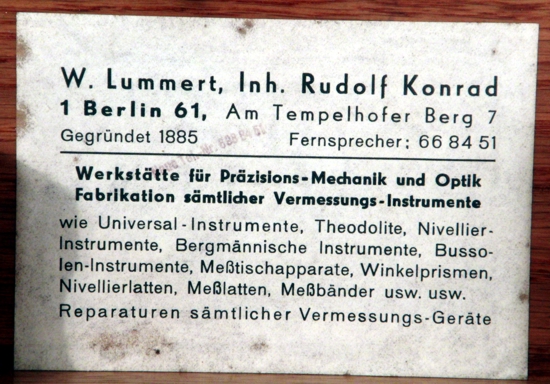 W. Lummert, Inh. Rudolf Konrad
1 Berlin 61, Am Tempelhofer Berg 7
Gegründet 1885 Fernsprecher: 66 84 51
Werkstätte für Präzisions-Mechanik und Optik
Fabrikation sämtlicher Vermessungs-Instrumente
wie Universal-Instrumente, Theodolite, Nivellier-
Instrumente, Bergmännische Instrumente, Busso-
len-Instrumente, Meßtischapparate, Winkelprismen,
Nivellierlatten, Meßlatten, Meßbänder usw. usw.
Reparaturen sämtlicher Vermessungs-Geräte